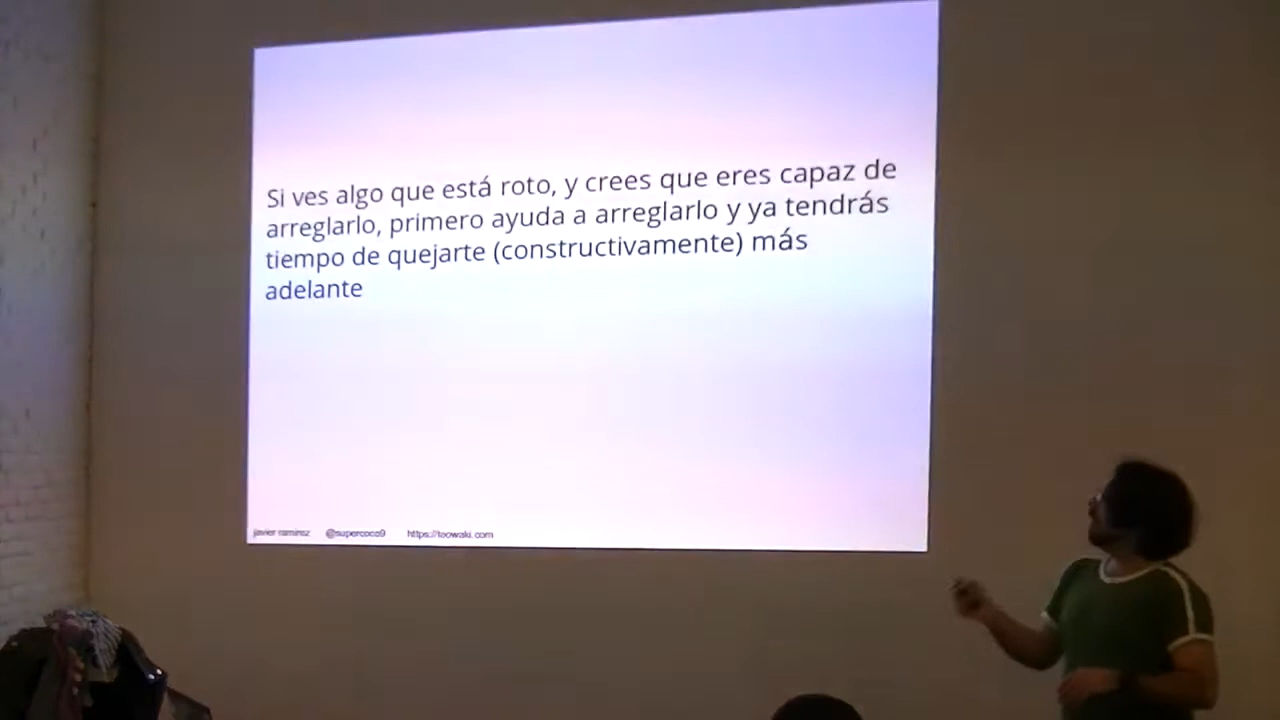 Si ves algo que está roto, y crees que eres capaz de
arreglarlo, primero ayuda a arreglarlo y ya tendrás
tiempo de quejarte (constructivamente) más
adelante
javier ramirez @supercoco9 https://teowaki.com